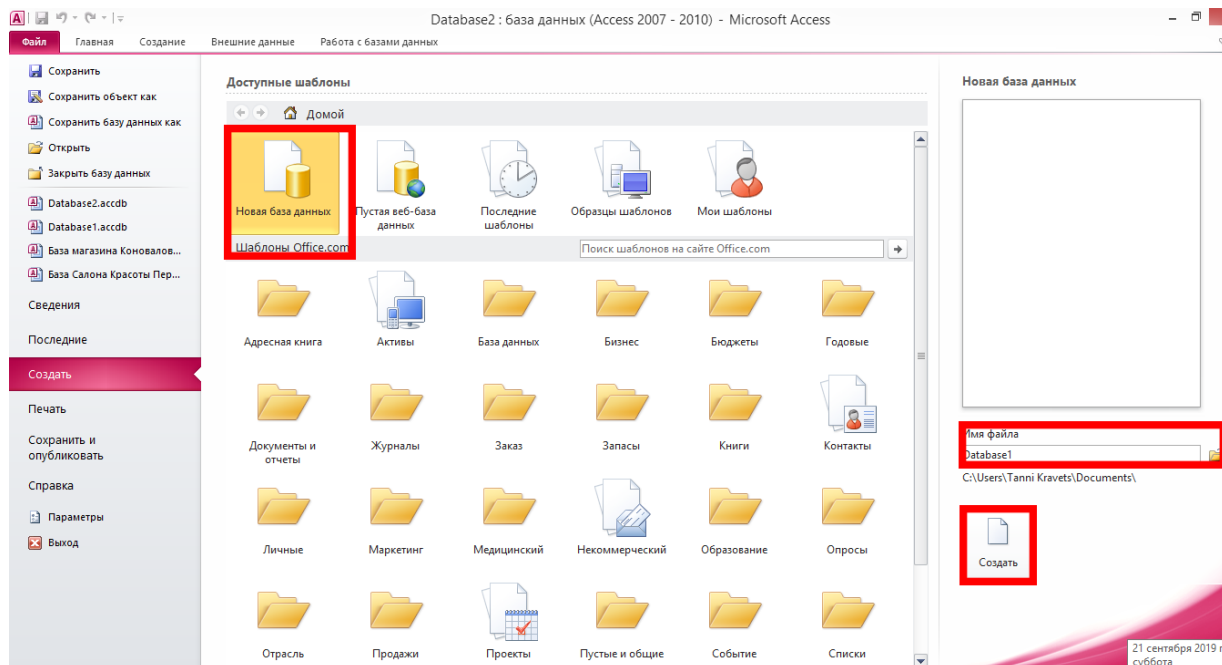 Database2 : база данных (Access 2007 - 2010) - Microsoft Access
Файл Главная Создание Внешние данные Работа с базами данных
Сохранить
Сохранить объект как
Сохранить базу данных как
Открыть
Закрыть базу данных
Database2.accdb
Database1.accdb
База магазина Коновалов...
База Салона Красоты Пер...
Сведения
Последние
Создать
Печать
Сохранить и
опубликовать
Справка
Параметры
Выход
Доступные шаблоны
Домой
Новая база данных
Пустая веб-база
данных
Последние
шаблоны
Образцы шаблонов
Мои шаблоны
Шаблоны Office.com
Поиск шаблонов на сайте Office.com
Адресная книга
Активы
База данных
Бизнес
Бюджеты
Годовые
Документы и
отчеты
Журналы
Заказ
Запасы
Книги
Контакты
Личные
Маркетинг
Медицинский
Некоммерческий
Образование
Опросы
Отрасль
Продажи
Проекты
Пустые и общие
Событие
Списки
Новая база данных
Имя файла
Database1
C:\Users\Tanni Kravets\Documents\
Создать
21 сентября 2019 г
суббота